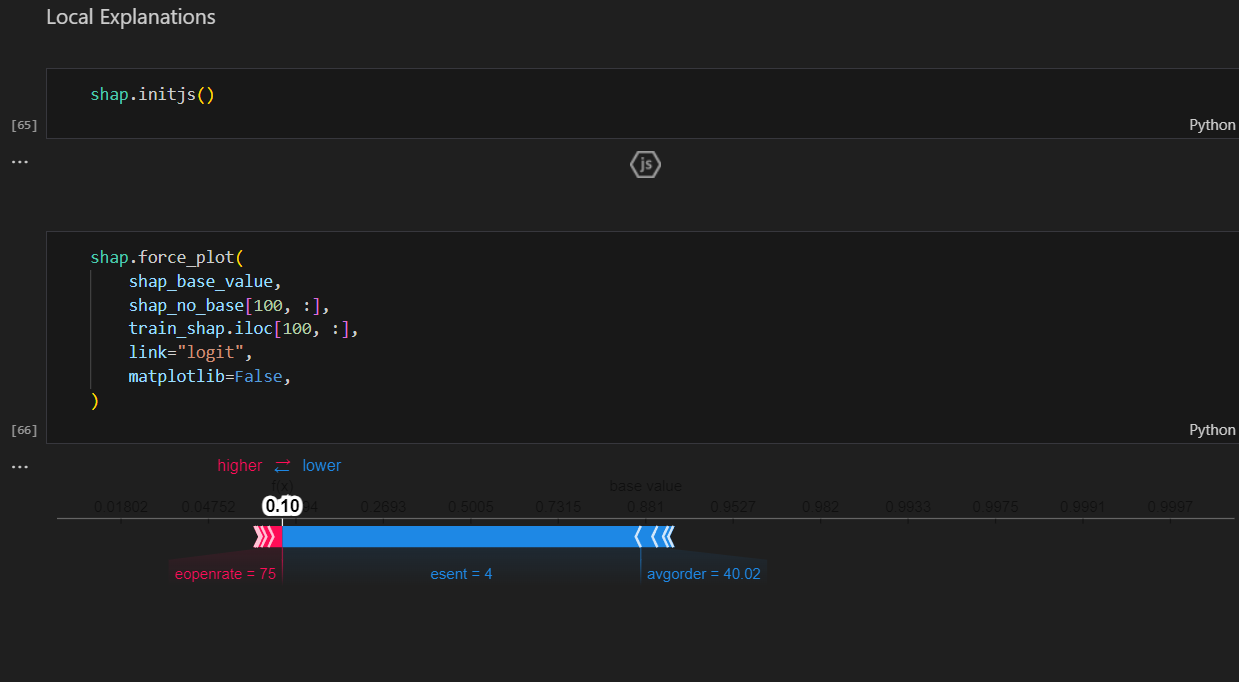 Local Explanations
shap.initjs()
[65]
Python
...
js
shap.force_plot(
shap_base_value,
shap_no_base[100, :],
train_shap.iloc[100, :],
link="logit",
matplotlib=False,
)
[66]
Python
...
higher lower
f(x) base value
0.01802 0.04752 0.10 0.2693 0.5005 0.7315 0.881 0.9527 0.982 0.9933 0.9975 0.9991 0.9997
eopenrate = 75 esent = 4 avgorder = 40.02